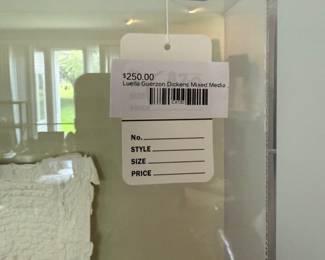 $250.00
Luella Guerzon Dickens Mixed Media
No.
STYLE
SIZE
PRICE